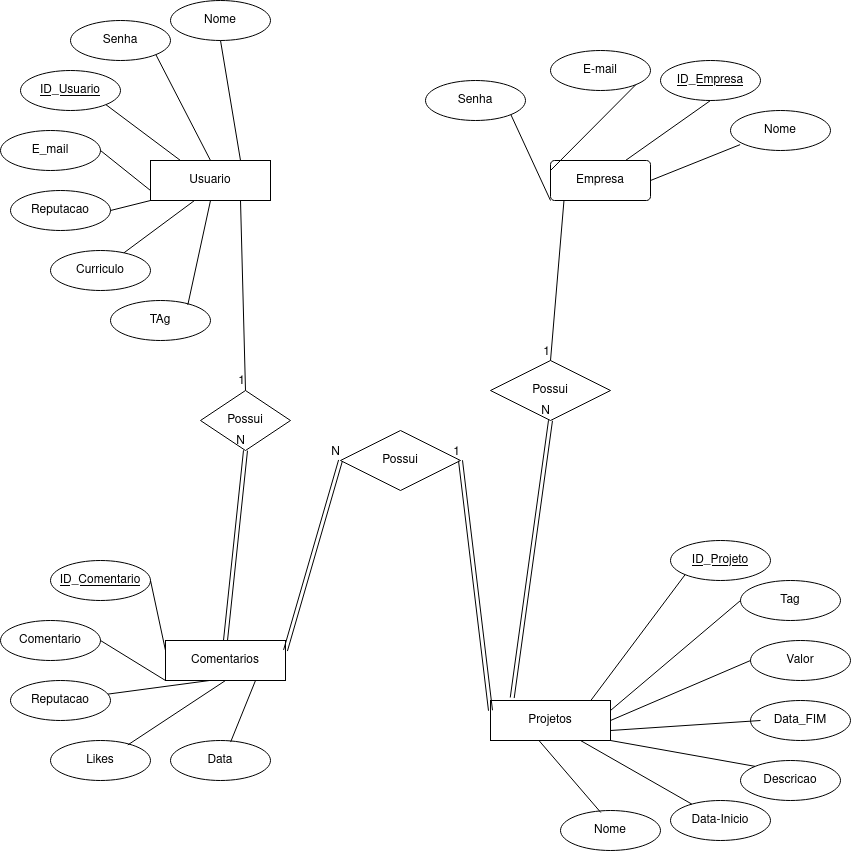 Nome
Senha
ID_Usuario
E_mail
Usuario
Reputacao
Curriculo
TAg
E-mail
ID_Empresa
Senha
Nome
Empresa
1
Possui
N
1
Possui
N
N
Possui
1
ID_Comentario
Comentario
Comentarios
Reputacao
Likes
Data
ID_Projeto
Tag
Valor
Projetos
Data_FIM
Descricao
Data-Inicio
Nome